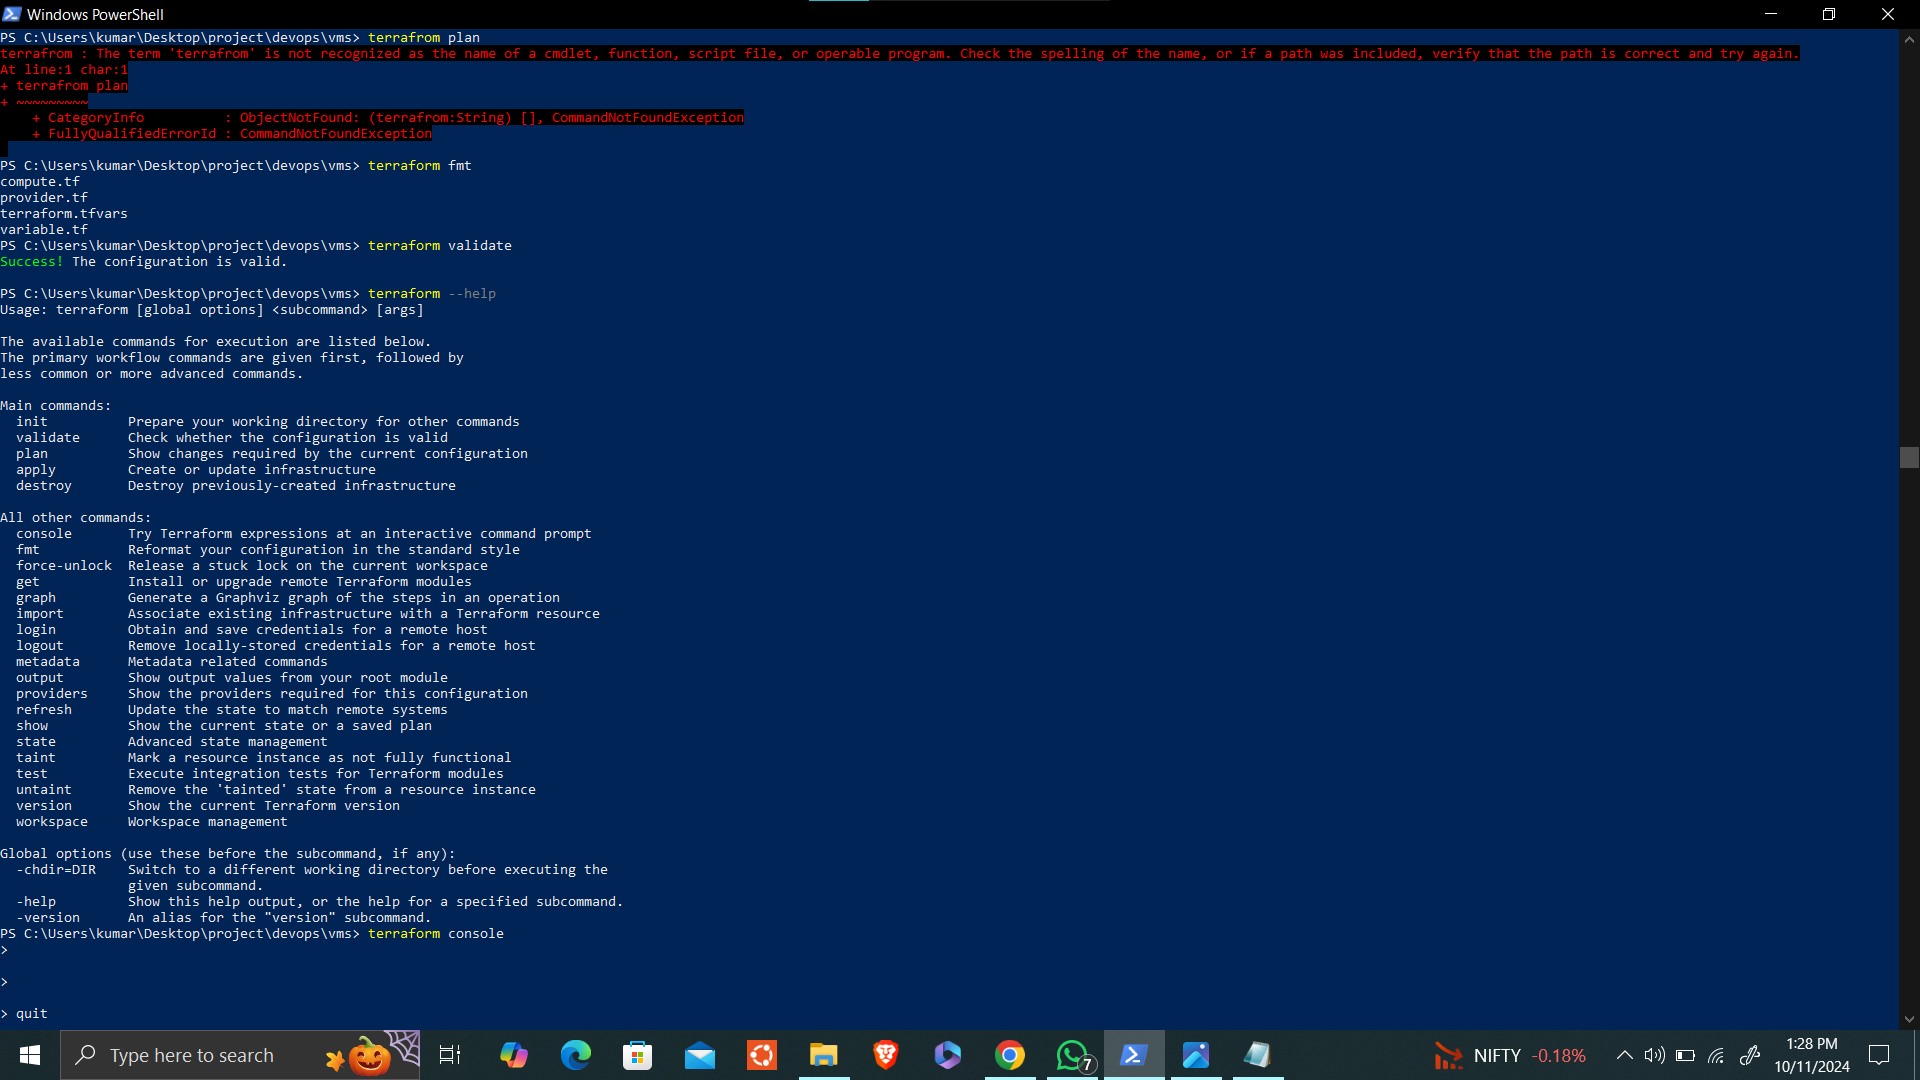 Windows PowerShell
PS C:\Users\kumar\Desktop\project\devops\vms> terrafrom plan
terrafrom : The term 'terrafrom' is not recognized as the name of a cmdlet, function, script file, or operable program. Check the spelling of the name, or if a path was included, verify that the path is correct and try again.
At line:1 char:1
+ terrafrom plan
+ ~~~~~~~~~
    + CategoryInfo          : ObjectNotFound: (terrafrom:String) [], CommandNotFoundException
    + FullyQualifiedErrorId : CommandNotFoundException
PS C:\Users\kumar\Desktop\project\devops\vms> terraform fmt
compute.tf
provider.tf
terraform.tfvars
variable.tf
PS C:\Users\kumar\Desktop\project\devops\vms> terraform validate
Success! The configuration is valid.
PS C:\Users\kumar\Desktop\project\devops\vms> terraform --help
Usage: terraform [global options] <subcommand> [args]
The available commands for execution are listed below.
The primary workflow commands are given first, followed by
less common or more advanced commands.
Main commands:
  init          Prepare your working directory for other commands
  validate      Check whether the configuration is valid
  plan          Show changes required by the current configuration
  apply         Create or update infrastructure
  destroy       Destroy previously-created infrastructure
All other commands:
  console       Try Terraform expressions at an interactive command prompt
  fmt           Reformat your configuration in the standard style
  force-unlock  Release a stuck lock on the current workspace
  get           Install or upgrade remote Terraform modules
  graph         Generate a Graphviz graph of the steps in an operation
  import        Associate existing infrastructure with a Terraform resource
  login         Obtain and save credentials for a remote host
  logout        Remove locally-stored credentials for a remote host
  metadata      Metadata related commands
  output        Show output values from your root module
  providers     Show the providers required for this configuration
  refresh       Update the state to match remote systems
  show          Show the current state or a saved plan
  state         Advanced state management
  taint         Mark a resource instance as not fully functional
  test          Execute integration tests for Terraform modules
  untaint       Remove the 'tainted' state from a resource instance
  version       Show the current Terraform version
  workspace     Workspace management
Global options (use these before the subcommand, if any):
  -chdir=DIR    Switch to a different working directory before executing the
                given subcommand.
  -help         Show this help output, or the help for a specified subcommand.
  -version      An alias for the "version" subcommand.
PS C:\Users\kumar\Desktop\project\devops\vms> terraform console
>
>
> quit
Type here to search
7
NIFTY -0.18%
1:28 PM
10/11/2024